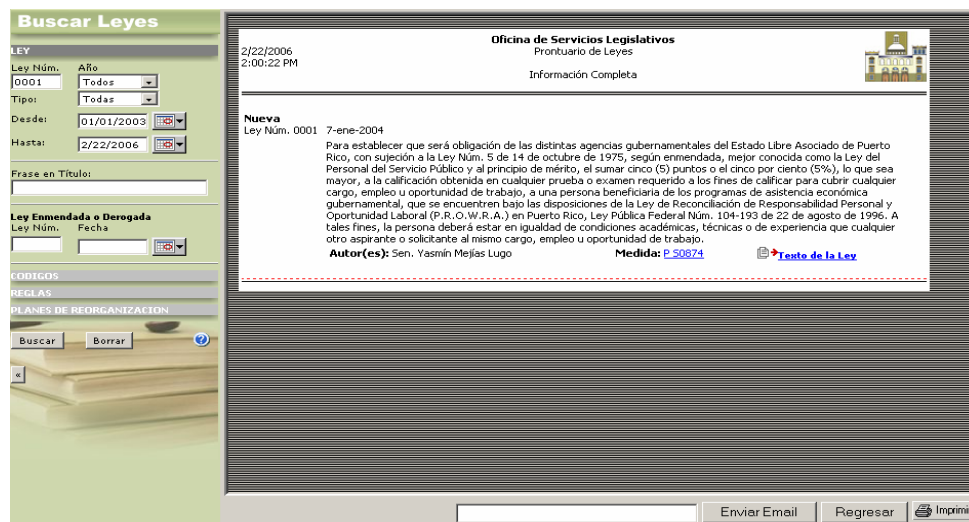 Buscar Leyes
LEY
Ley Núm. Año
0001 Todos
Tipo: Todas
Desde: 01/01/2003
Hasta: 2/22/2006
Frase en Título:
Ley Enmendada o Derogada
Ley Núm. Fecha
CODIGOS
REGLAS
PLANES DE REORGANIZACION
Buscar Borrar ?
«
2/22/2006
2:00:22 PM
Oficina de Servicios Legislativos
Prontuario de Leyes
Información Completa
Nueva
Ley Núm. 0001 7-ene-2004
Para establecer que será obligación de las distintas agencias gubernamentales del Estado Libre Asociado de Puerto
Rico, con sujeción a la Ley Núm. 5 de 14 de octubre de 1975, según enmendada, mejor conocida como la Ley del
Personal del Servicio Público y al principio de mérito, el sumar cinco (5) puntos o el cinco por ciento (5%), lo que sea
mayor, a la calificación obtenida en cualquier prueba o examen requerido a los fines de calificar para cubrir cualquier
cargo, empleo u oportunidad de trabajo, a una persona beneficiaria de los programas de asistencia económica
gubernamental, que se encuentren bajo las disposiciones de la Ley de Reconciliación de Responsabilidad Personal y
Oportunidad Laboral (P.R.O.W.R.A.) en Puerto Rico, Ley Pública Federal Núm. 104-193 de 22 de agosto de 1996. A
tales fines, la persona deberá estar en igualdad de condiciones académicas, técnicas o de experiencia que cualquier
otro aspirante o solicitante al mismo cargo, empleo u oportunidad de trabajo.
Autor(es): Sen. Yasmín Mejías Lugo Medida: P S0874 Texto de la Ley
Enviar Email Regresar Imprimi